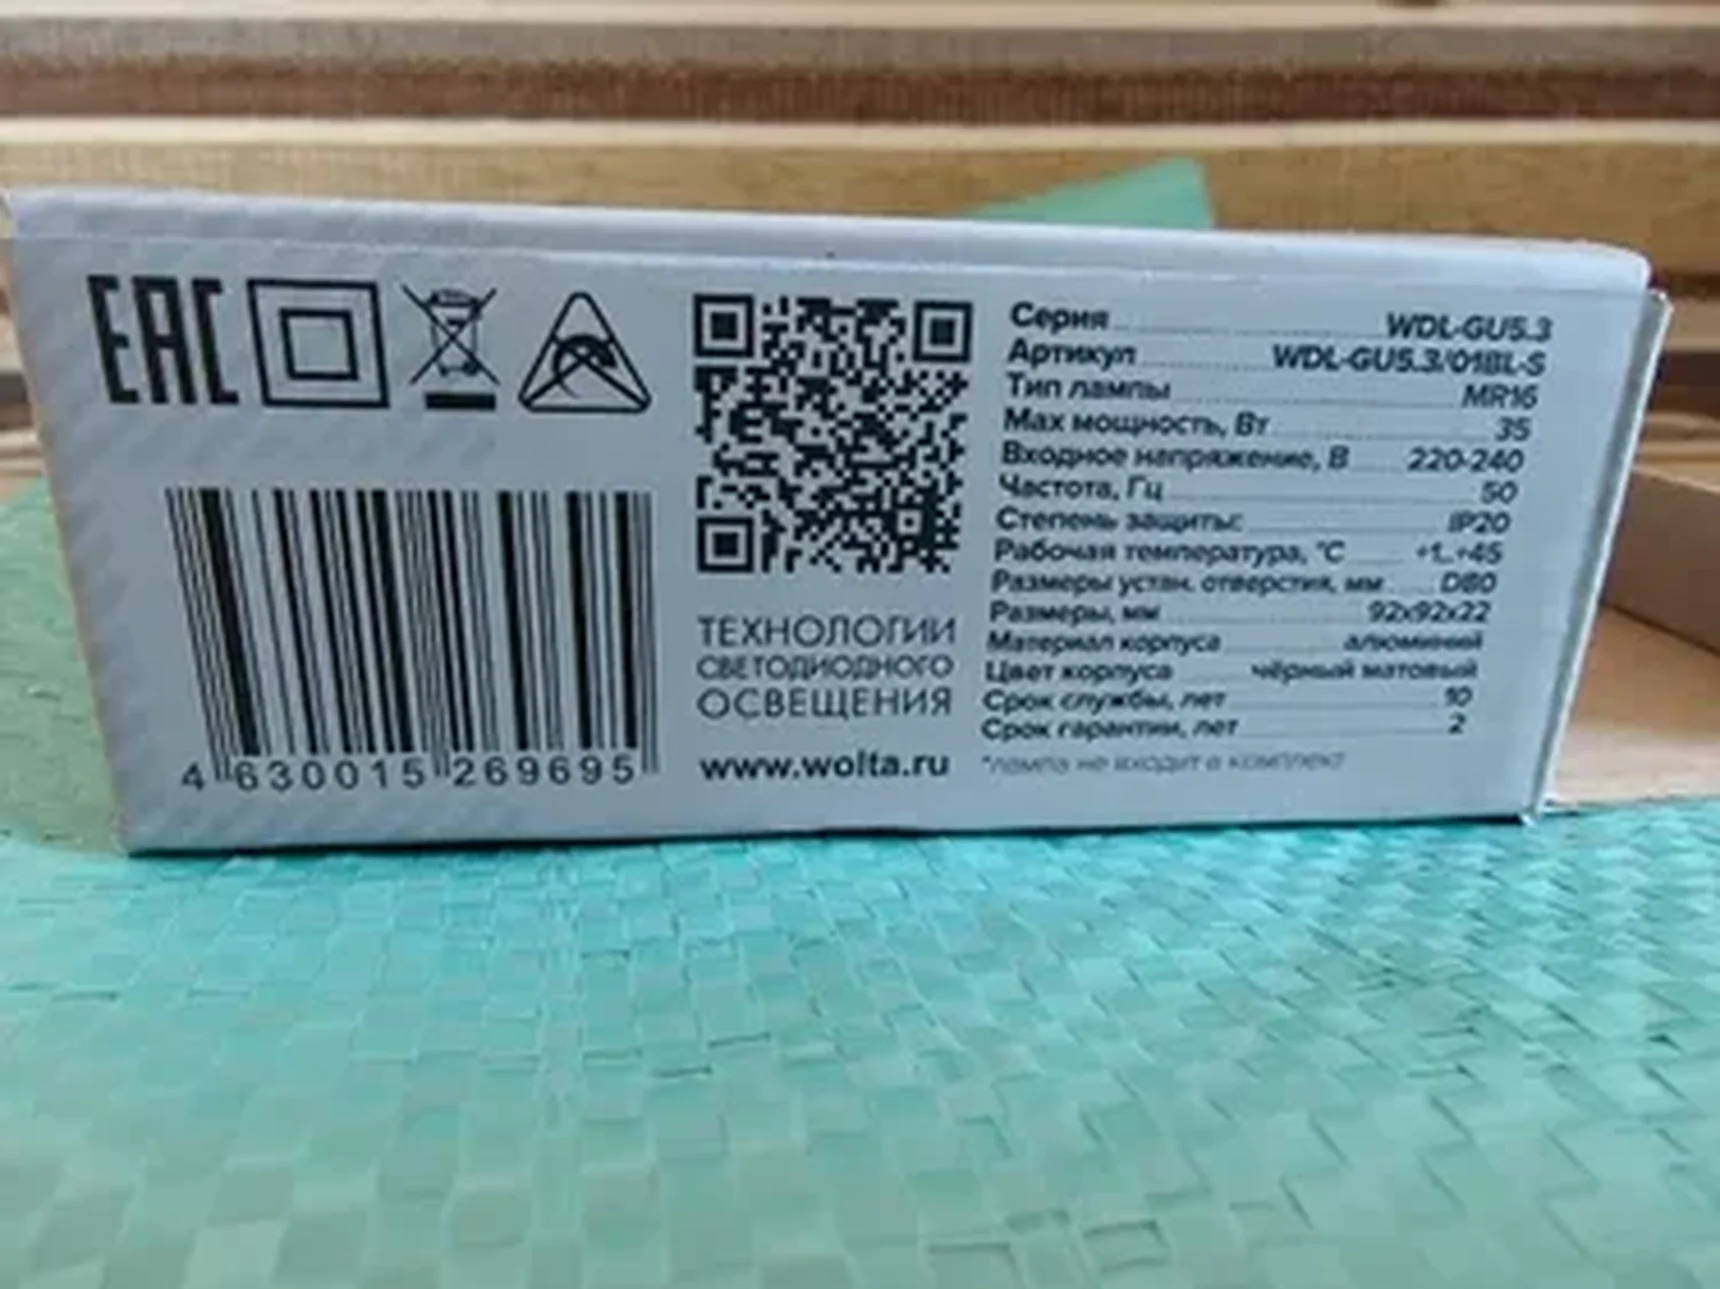 EAC
Серия WDL-GU5.3
Артикул WDL-GU5.3/01BL-S
Тип лампы MR16
Мах мощность, Вт 35
Входное напряжение, В 220-240
Частота, Гц 50
Степень защиты: IP20
Рабочая температура, °C +1...+45
Размеры устан. отверстия, мм D80
Размеры, мм 92x92x22
Материал корпуса алюминий
Цвет корпуса чёрный матовый
Срок службы, лет 10
Срок гарантии, лет 2
*лампа не входит в комплект
ТЕХНОЛОГИИ
СВЕТОДИОДНОГО
ОСВЕЩЕНИЯ
www.wolta.ru
4 630015 269695